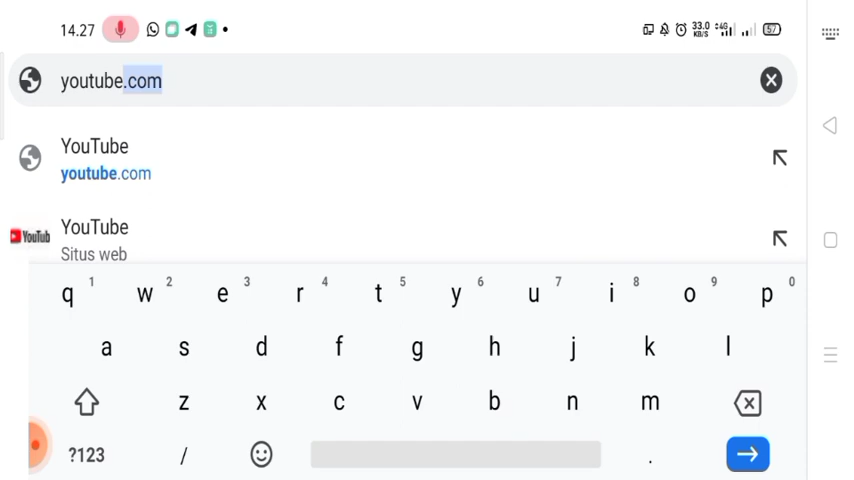 14.27 33.0 KB/S 4G 57
youtube.com
YouTube
youtube.com
YouTube
YouTub
Situs web
q 1 w 2 e 3 r 4 t 5 y 6 u 7 i 8 o 9 p 0
a s d f g h j k l
z x c v b n m
?123 / .